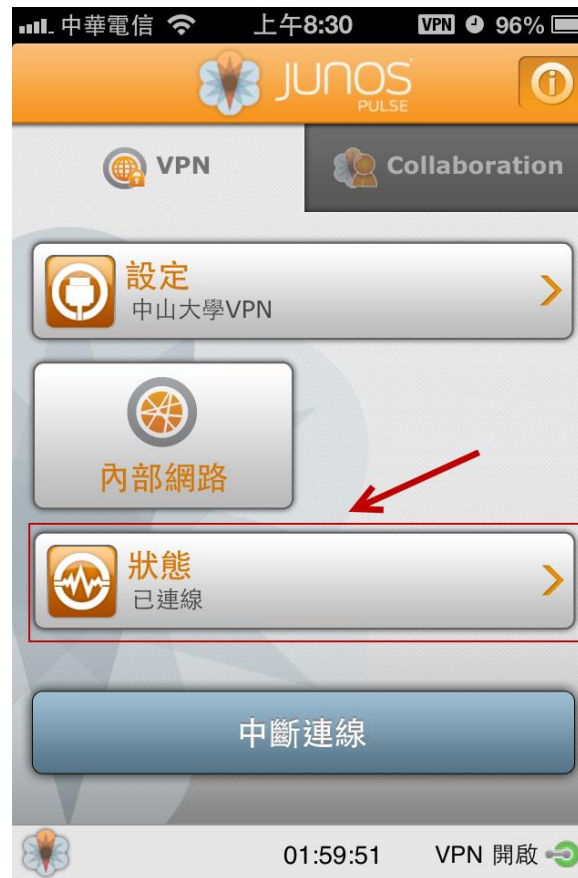 中華電信 上午8:30 VPN 96%
JUNOS
PULSE
VPN
Collaboration
設定
中山大學VPN
內部網路
狀態
已連線
中斷連線
01:59:51 VPN 開啟